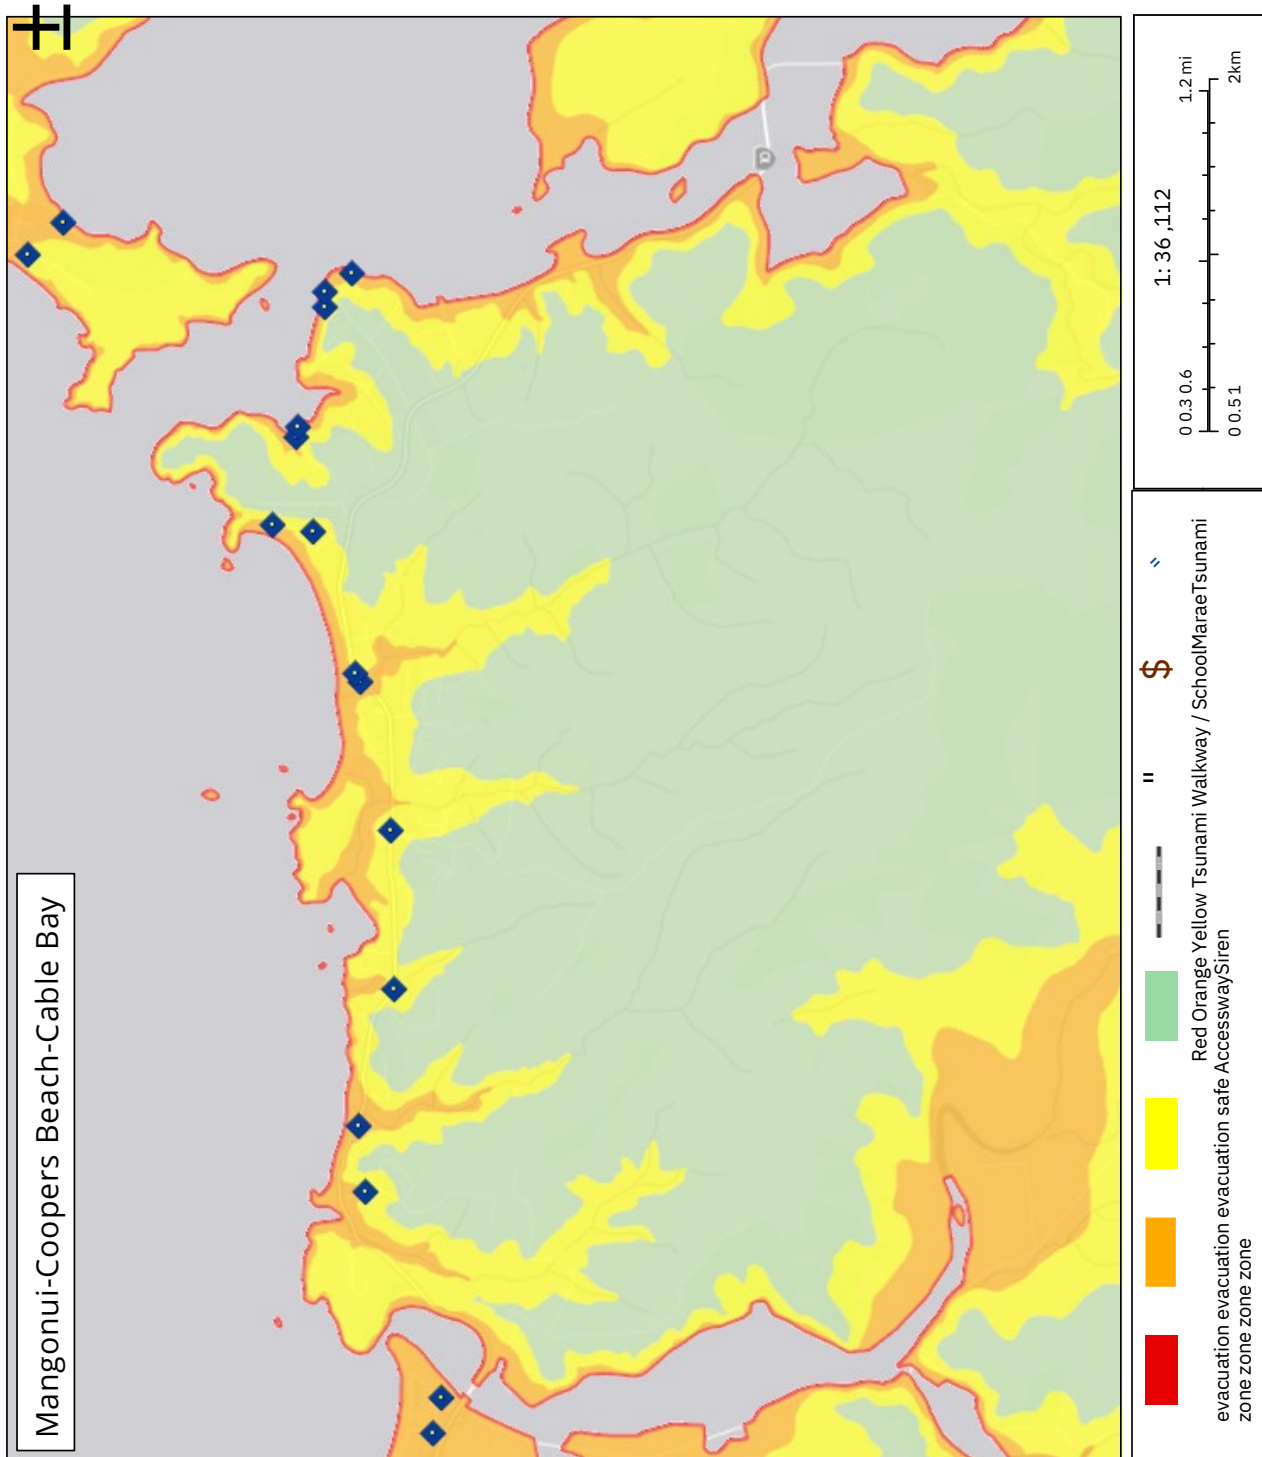 Mangonui-Coopers Beach-Cable Bay
1.2 mi
0 0.3 0.6
0 0.5 1
2km
1: 36 ,112
"
$
"
Red Orange Yellow Tsunami Walkway / SchoolMaraeTsunami
evacuation evacuation evacuation safe AccesswaySiren
zone zone zone